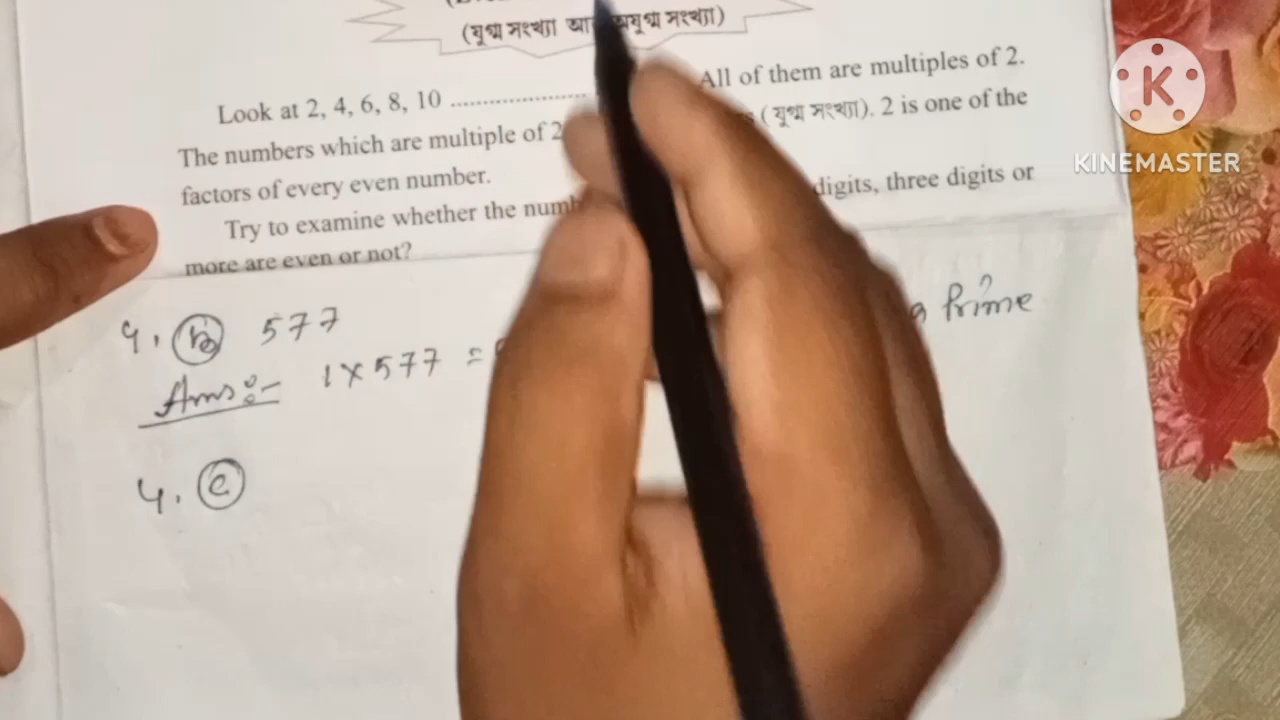 (যুগ্ম সংখ্যা আর অযুগ্ম সংখ্যা)
Look at 2, 4, 6, 8, 10 ........................ All of them are multiples of 2.
The numbers which are multiple of 2 (যুগ্ম সংখ্যা). 2 is one of the
factors of every even number.
Try to examine whether the digits, three digits or
more are even or not?
4. (b) 577
Ans:- 1 × 577 = a Prime
4. (c)
K
KINEMASTER